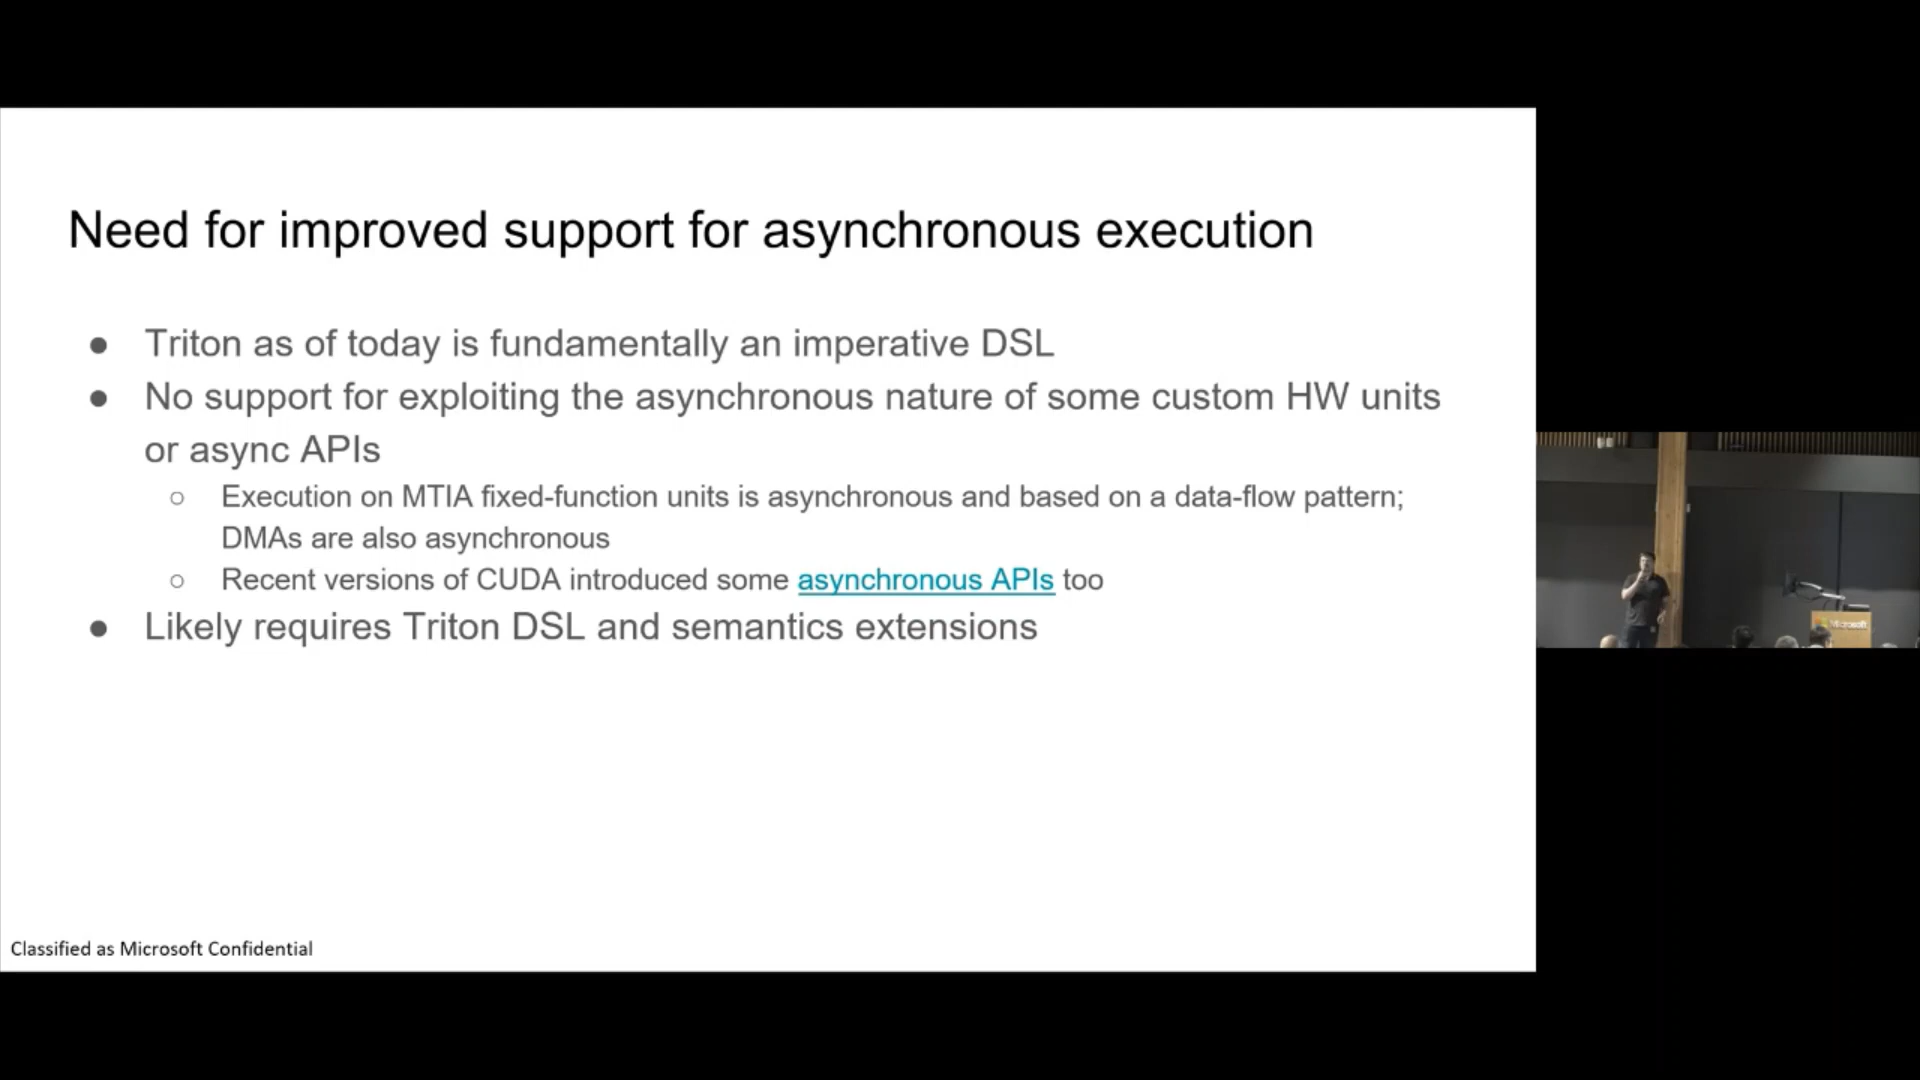 Need for improved support for asynchronous execution
● Triton as of today is fundamentally an imperative DSL
● No support for exploiting the asynchronous nature of some custom HW units
or async APIs
○ Execution on MTIA fixed-function units is asynchronous and based on a data-flow pattern;
DMAs are also asynchronous
○ Recent versions of CUDA introduced some asynchronous APIs too
● Likely requires Triton DSL and semantics extensions
Classified as Microsoft Confidential
Microsoft